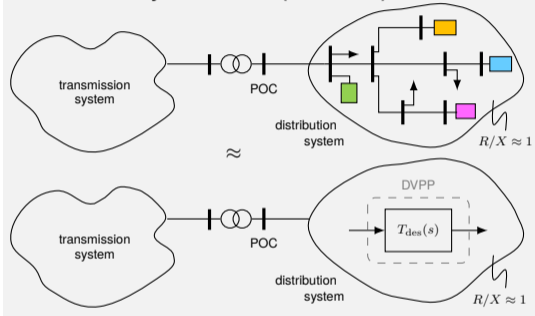 transmission
system
POC
distribution
system
R/X ≈ 1
≈
DVPP
transmission
system
T_des(s)
POC
distribution
system
R/X ≈ 1